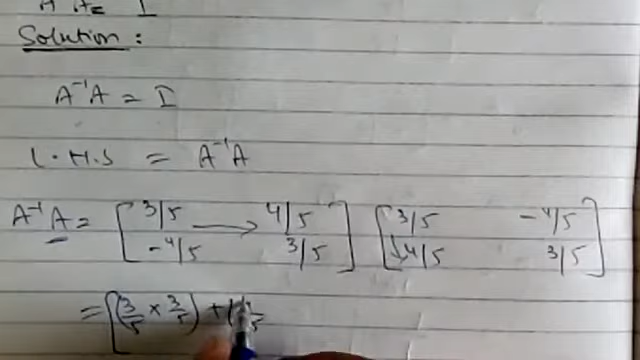 A⁻¹A = I
Solution :
A⁻¹A = I
L.H.S = A⁻¹A
A⁻¹A = [ 3/5 → 4/5 ] [ 3/5 -4/5 ]
-4/5 3/5 4/5 3/5
= [ (3/5 × 3/5) + (